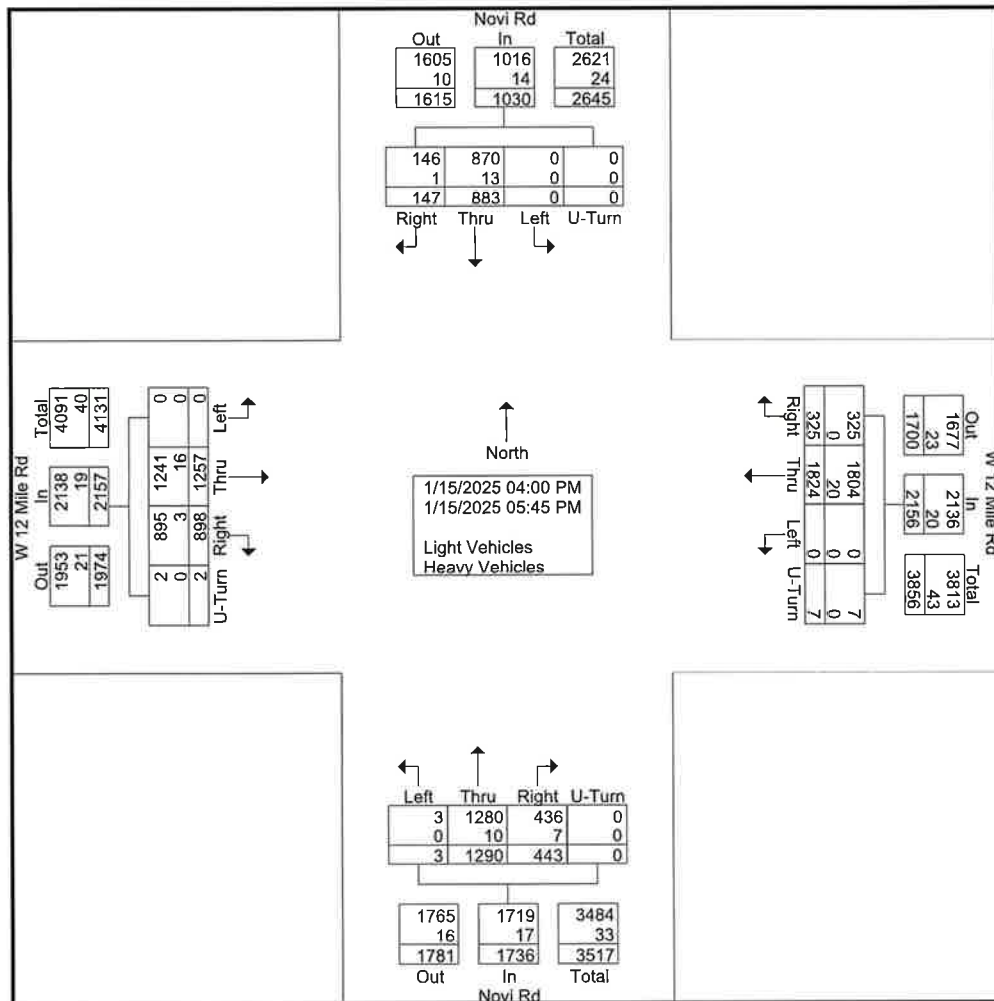 Novi Rd
Out In Total
1605 1016 2621
10 14 24
1615 1030 2645
146 870 0 0
1 13 0 0
147 883 0 0
Right Thru Left U-Turn
W 12 Mile Rd
Total In Out
4091 2138 1953
40 19 21
4131 2157 1974
0 1241 895 2
0 16 3 0
0 1257 898 2
Left Thru Right U-Turn
North
1/15/2025 04:00 PM
1/15/2025 05:45 PM
Light Vehicles
Heavy Vehicles
W 12 Mile Rd
Out In Total
1677 2136 3813
23 20 43
1700 2156 3856
325 1804 0 7
0 20 0 0
325 1824 0 7
Right Thru Left U-Turn
Left Thru Right U-Turn
3 1280 436 0
0 10 7 0
3 1290 443 0
1765 1719 3484
16 17 33
1781 1736 3517
Out In Total
Novi Rd